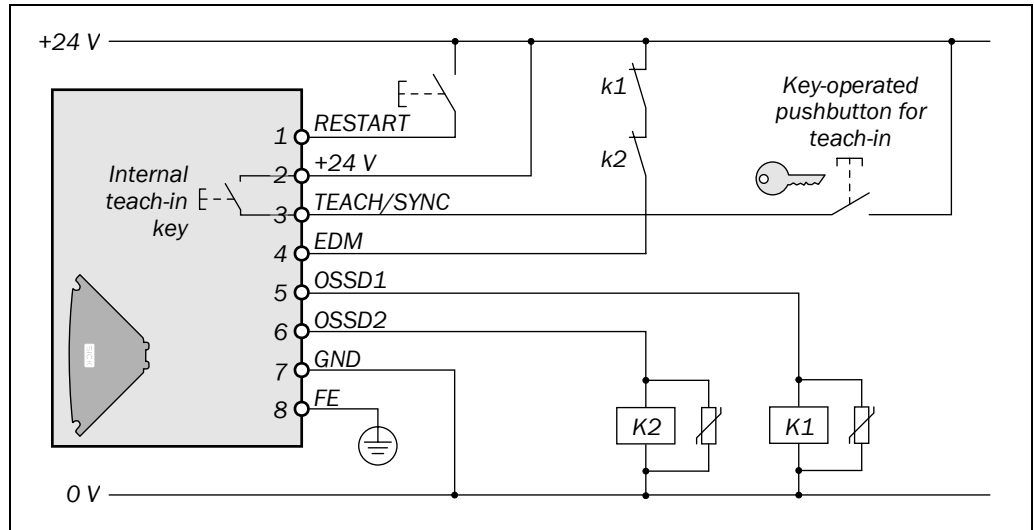 +24 V
k1
Key-operated
pushbutton for
teach-in
1 RESTART
k2
2 +24 V
Internal
teach-in
key
3 TEACH/SYNC
4 EDM
5 OSSD1
6 OSSD2
7 GND
8 FE
SICK
K2
K1
0 V